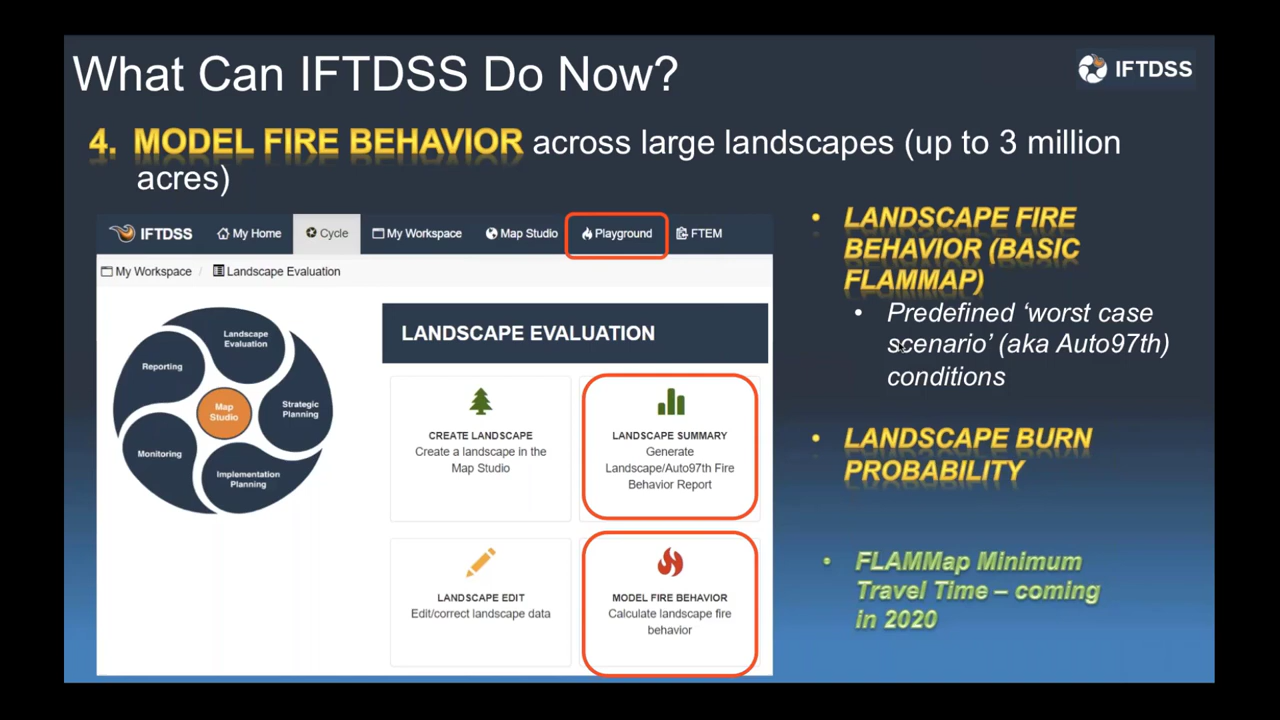 What Can IFTDSS Do Now?
IFTDSS
4. MODEL FIRE BEHAVIOR across large landscapes (up to 3 million
acres)
IFTDSS My Home Cycle My Workspace Map Studio Playground FTEM
My Workspace / Landscape Evaluation
Landscape
Evaluation
Reporting
Map
Studio
Strategic
Planning
Monitoring
Implementation
Planning
LANDSCAPE EVALUATION
CREATE LANDSCAPE
Create a landscape in the
Map Studio
LANDSCAPE SUMMARY
Generate
Landscape/Auto97th Fire
Behavior Report
LANDSCAPE EDIT
Edit/correct landscape data
MODEL FIRE BEHAVIOR
Calculate landscape fire
behavior
• LANDSCAPE FIRE
BEHAVIOR (BASIC
FLAMMAP)
• Predefined ‘worst case
scenario’ (aka Auto97th)
conditions
• LANDSCAPE BURN
PROBABILITY
• FLAMMap Minimum
Travel Time – coming
in 2020